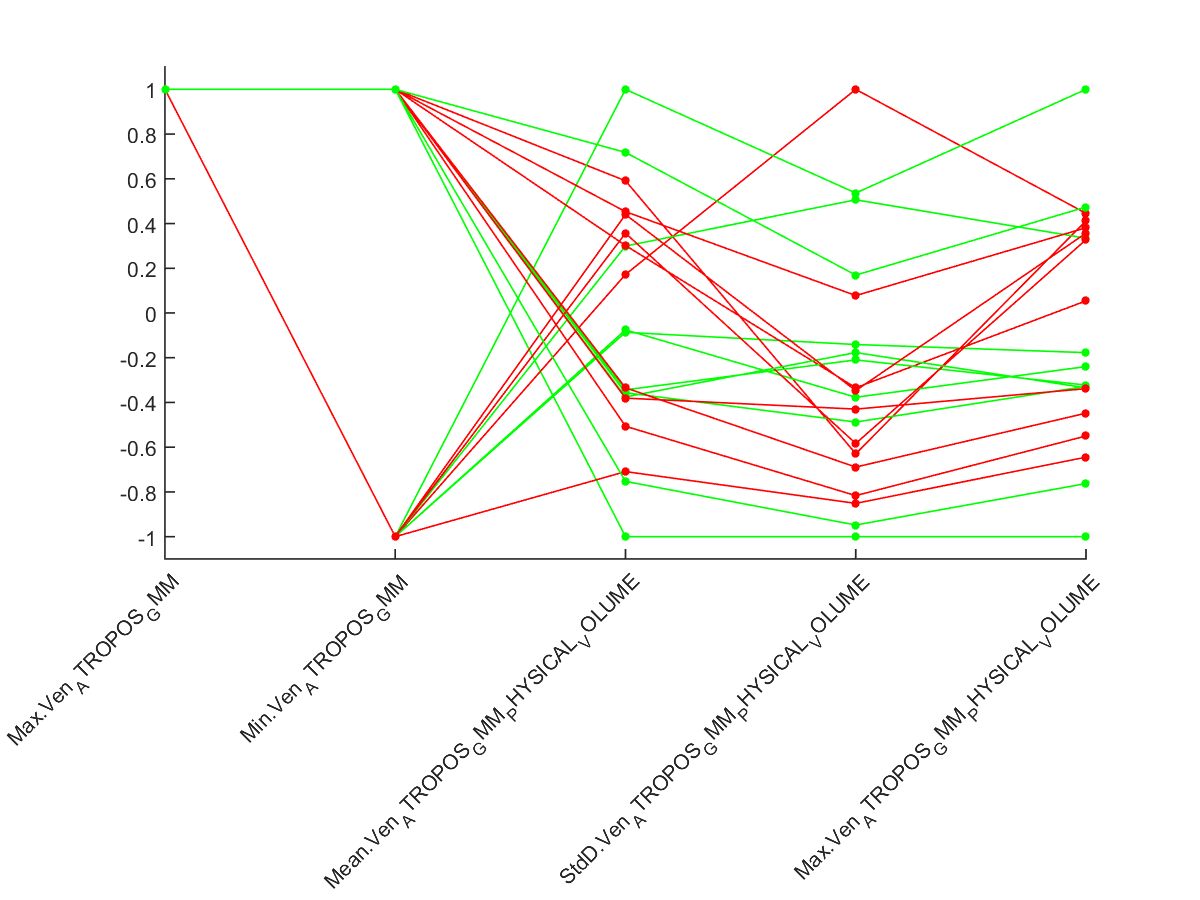 1
0.8
0.6
0.4
0.2
0
-0.2
-0.4
-0.6
-0.8
-1
Max.Ven_ATROPOS_GMM
Min.Ven_ATROPOS_GMM
Mean.Ven_ATROPOS_GMM_PHYSICAL_VOLUME
StdD.Ven_ATROPOS_GMM_PHYSICAL_VOLUME
Max.Ven_ATROPOS_GMM_PHYSICAL_VOLUME